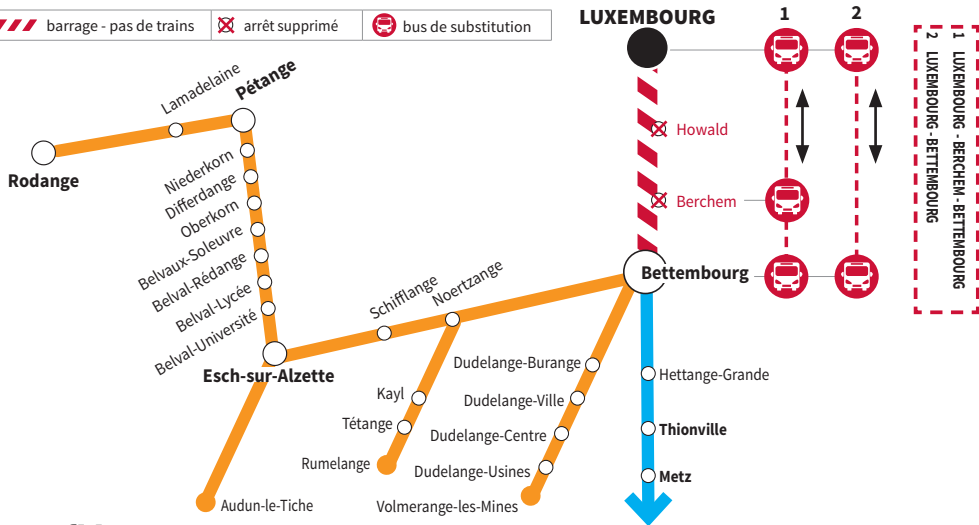 barrage - pas de trains
arrêt supprimé
bus de substitution
LUXEMBOURG
1
2
Howald
Berchem
Bettembourg
1 LUXEMBOURG - BERCHEM - BETTEMBOURG
2 LUXEMBOURG - BETTEMBOURG
Lamadelaine
Pétange
Rodange
Niederkorn
Differdange
Oberkorn
Belvaux-Soleuvre
Belval-Rédange
Belval-Lycée
Belval-Université
Esch-sur-Alzette
Schifflange
Noertzange
Kayl
Tétange
Rumelange
Audun-le-Tiche
Dudelange-Burange
Dudelange-Ville
Dudelange-Centre
Dudelange-Usines
Volmerange-les-Mines
Hettange-Grande
Thionville
Metz